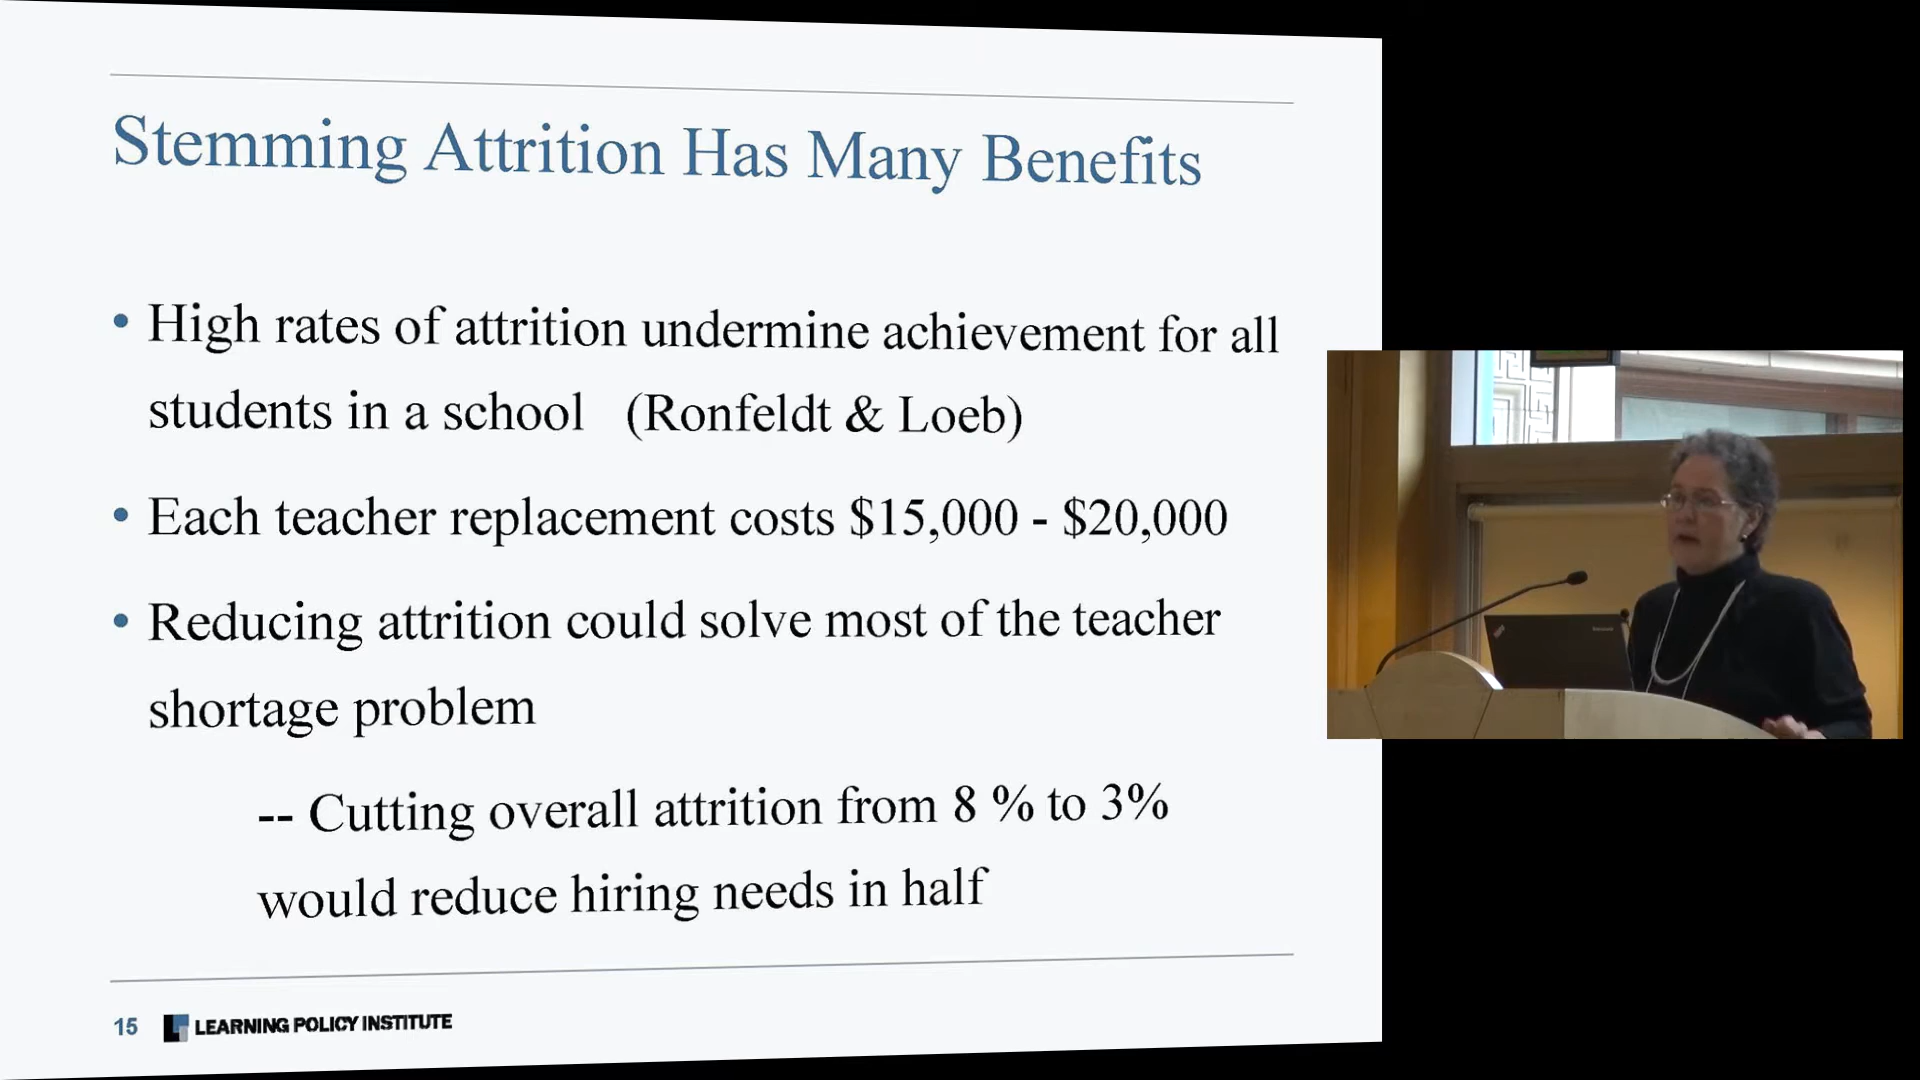 Stemming Attrition Has Many Benefits
• High rates of attrition undermine achievement for all
students in a school (Ronfeldt & Loeb)
• Each teacher replacement costs $15,000 - $20,000
• Reducing attrition could solve most of the teacher
shortage problem
-- Cutting overall attrition from 8 % to 3%
would reduce hiring needs in half
15 LEARNING POLICY INSTITUTE